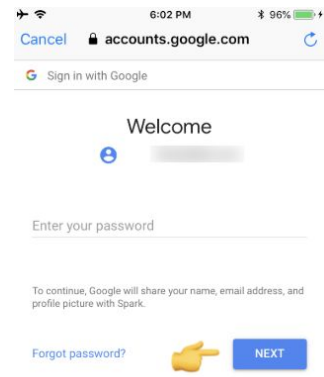 6:02 PM
96%
Cancel
accounts.google.com
G Sign in with Google
Welcome
Enter your password
To continue, Google will share your name, email address, and
profile picture with Spark.
Forgot password?
NEXT